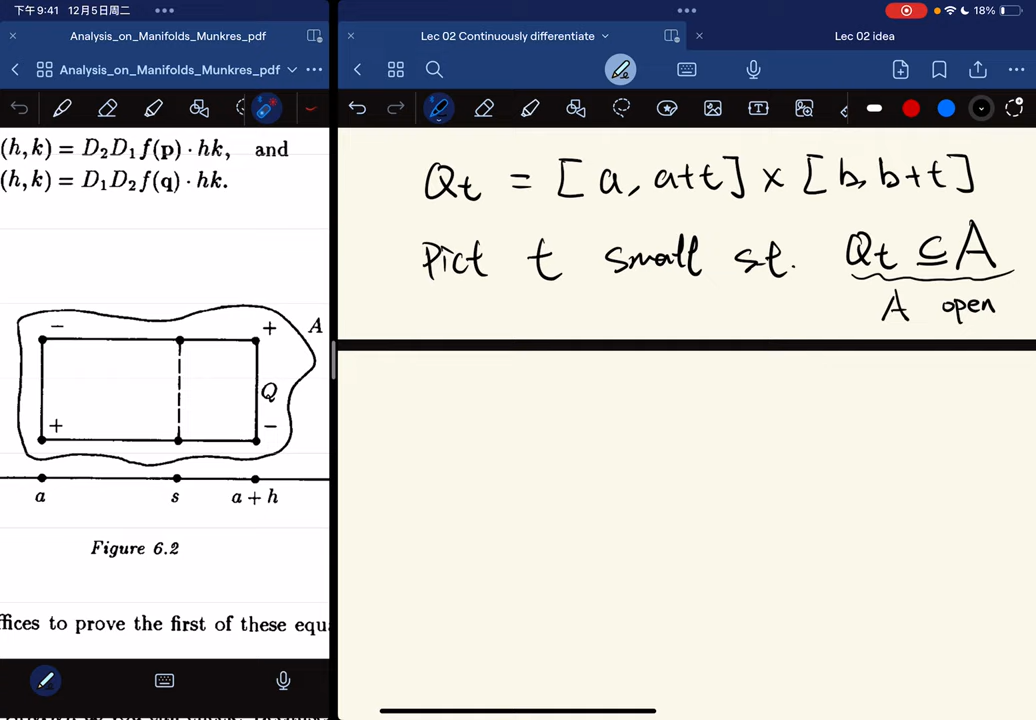 下午9:41 12月5日周二
18%
Analysis_on_Manifolds_Munkres_pdf
Lec 02 Continuously differentiate
Lec 02 idea
Analysis_on_Manifolds_Munkres_pdf
(h, k) = D₂D₁f(p) · hk, and
(h, k) = D₁D₂f(q) · hk.
− + A
Q
+ −
a s a + h
Figure 6.2
ffices to prove the first of these equ
Qt = [a, a+t] × [b, b+t]
Pict t small st. Qt ⊆ A
A open